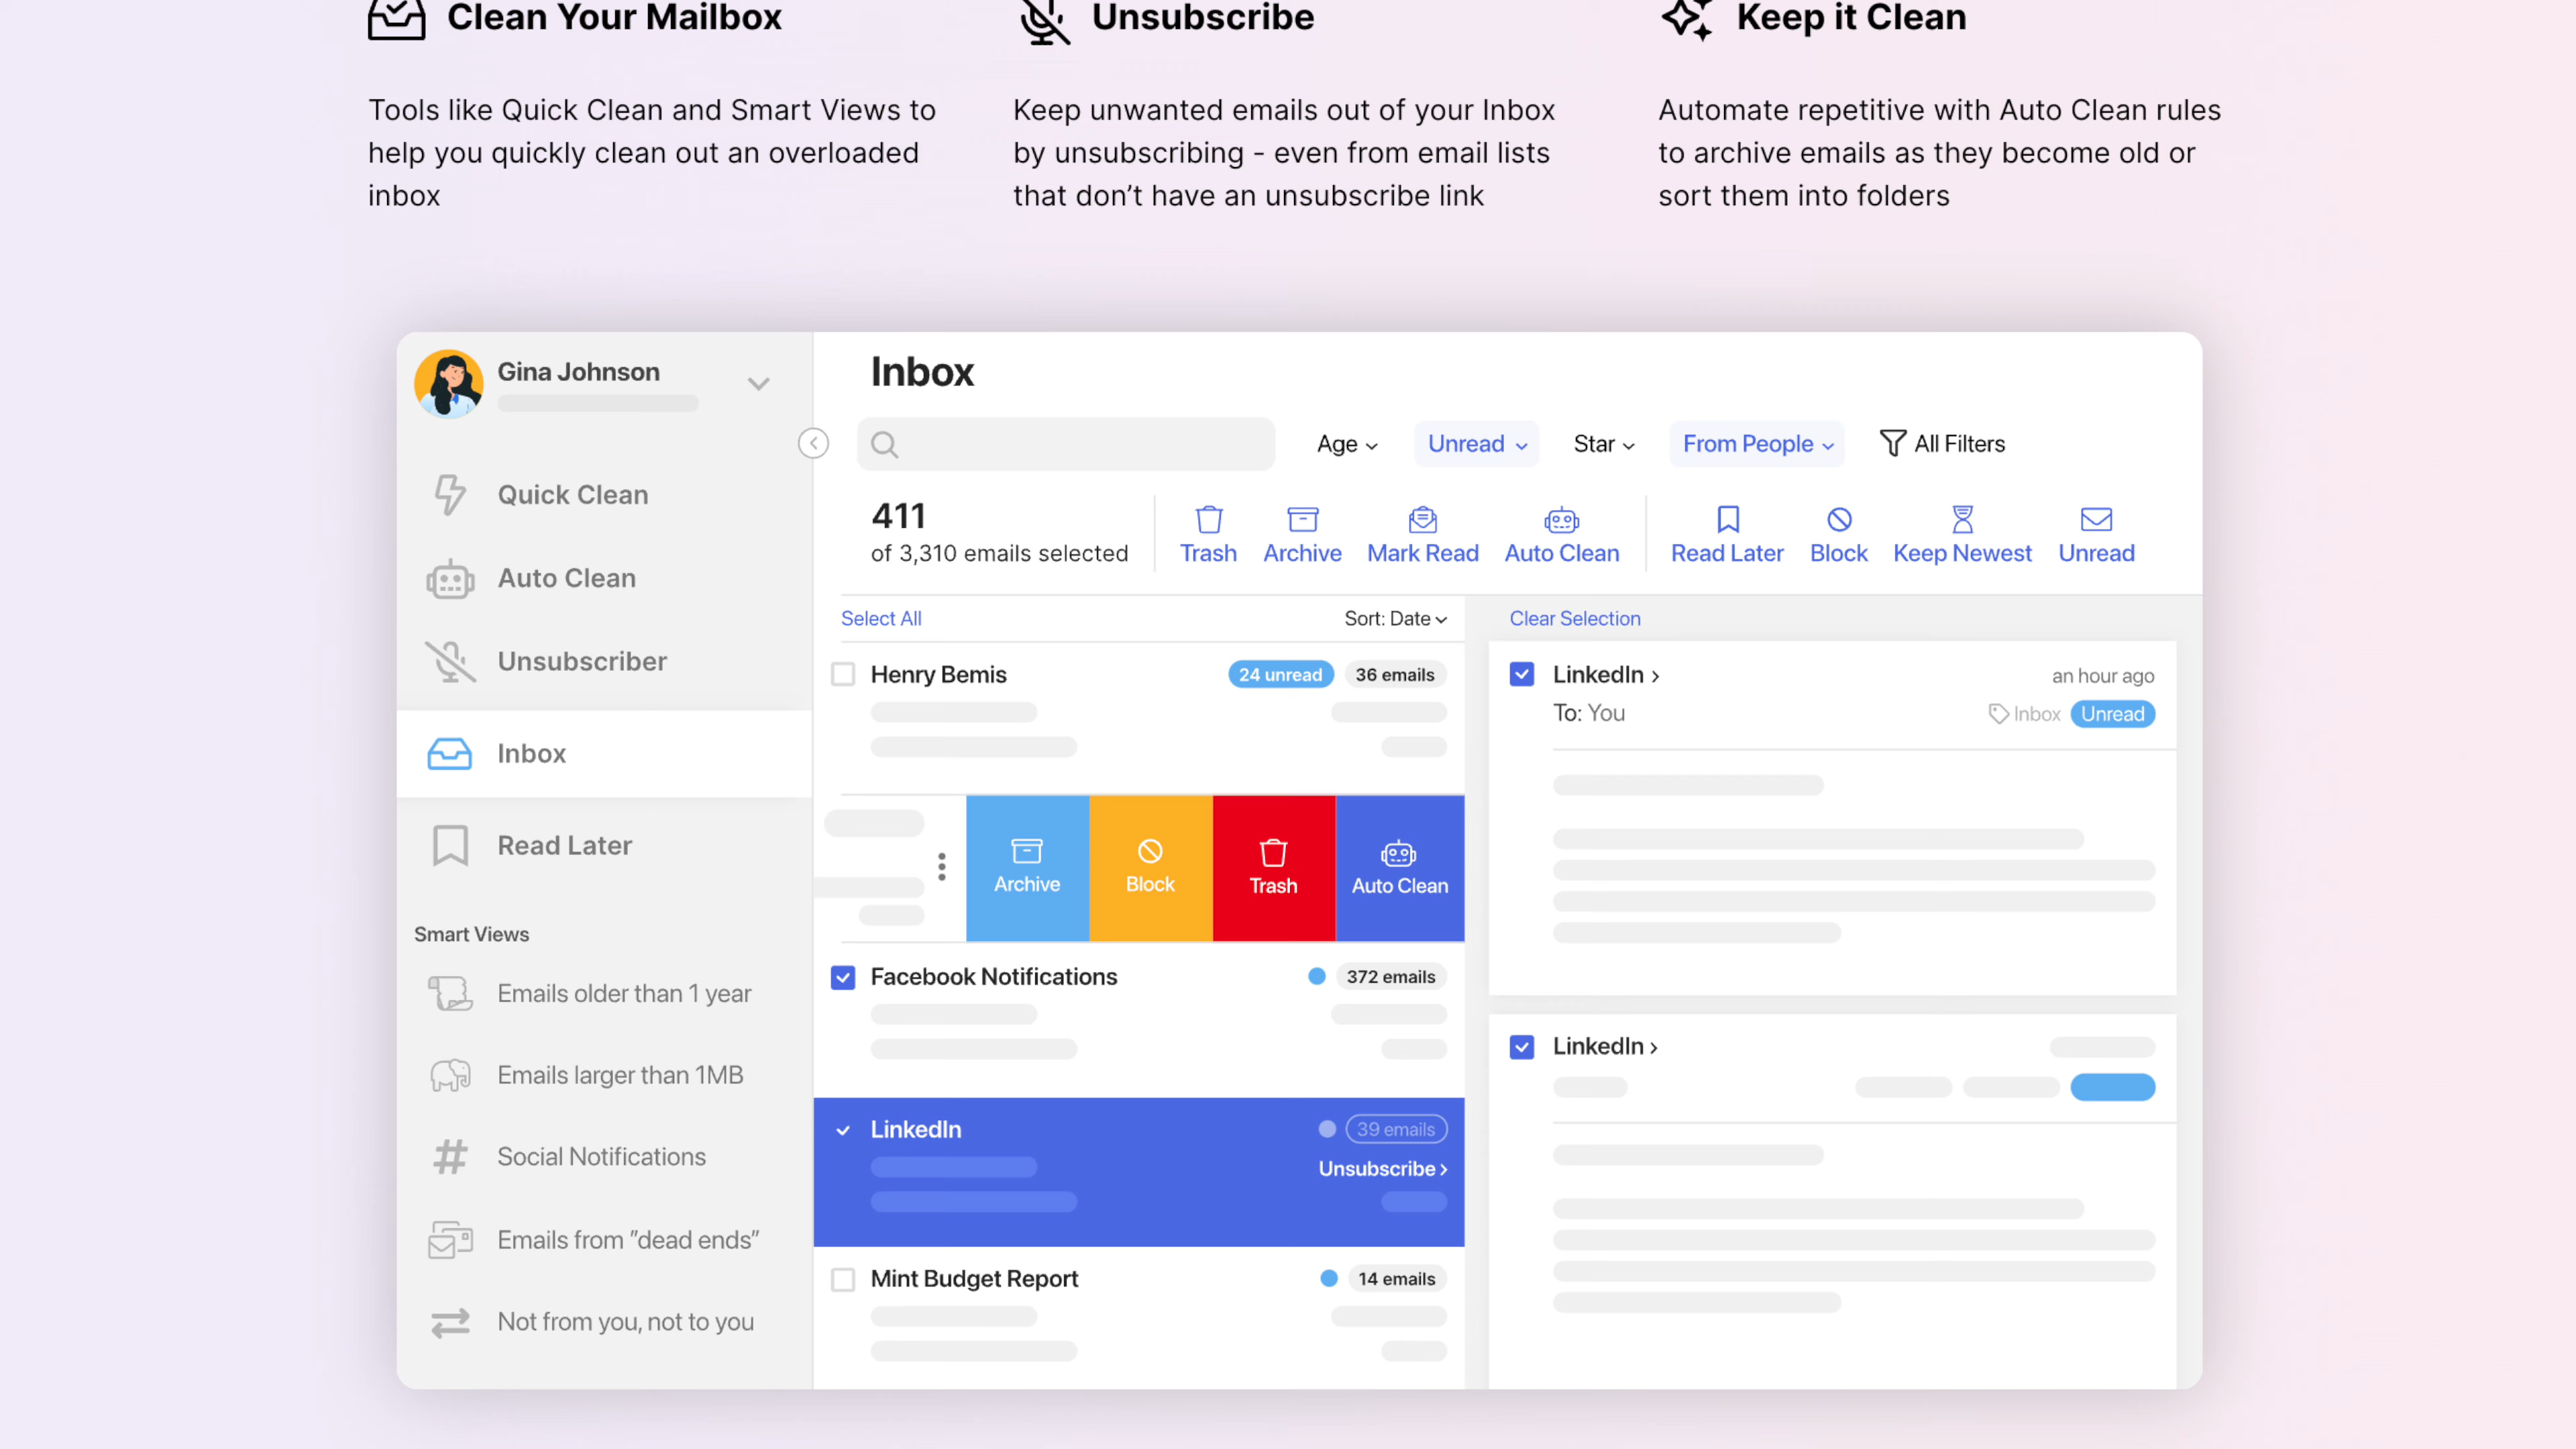 Clean Your Mailbox
Tools like Quick Clean and Smart Views to
help you quickly clean out an overloaded
inbox
Unsubscribe
Keep unwanted emails out of your Inbox
by unsubscribing - even from email lists
that don’t have an unsubscribe link
Keep it Clean
Automate repetitive with Auto Clean rules
to archive emails as they become old or
sort them into folders
Gina Johnson
Quick Clean
Auto Clean
Unsubscriber
Inbox
Read Later
Smart Views
Emails older than 1 year
Emails larger than 1MB
Social Notifications
Emails from ”dead ends”
Not from you, not to you
Inbox
Age
Unread
Star
From People
All Filters
411
of 3,310 emails selected
Trash
Archive
Mark Read
Auto Clean
Read Later
Block
Keep Newest
Unread
Select All
Sort: Date
Henry Bemis
24 unread
36 emails
Archive
Block
Trash
Auto Clean
Facebook Notifications
372 emails
LinkedIn
39 emails
Unsubscribe ›
Mint Budget Report
14 emails
Clear Selection
LinkedIn ›
an hour ago
To: You
Inbox
Unread
LinkedIn ›